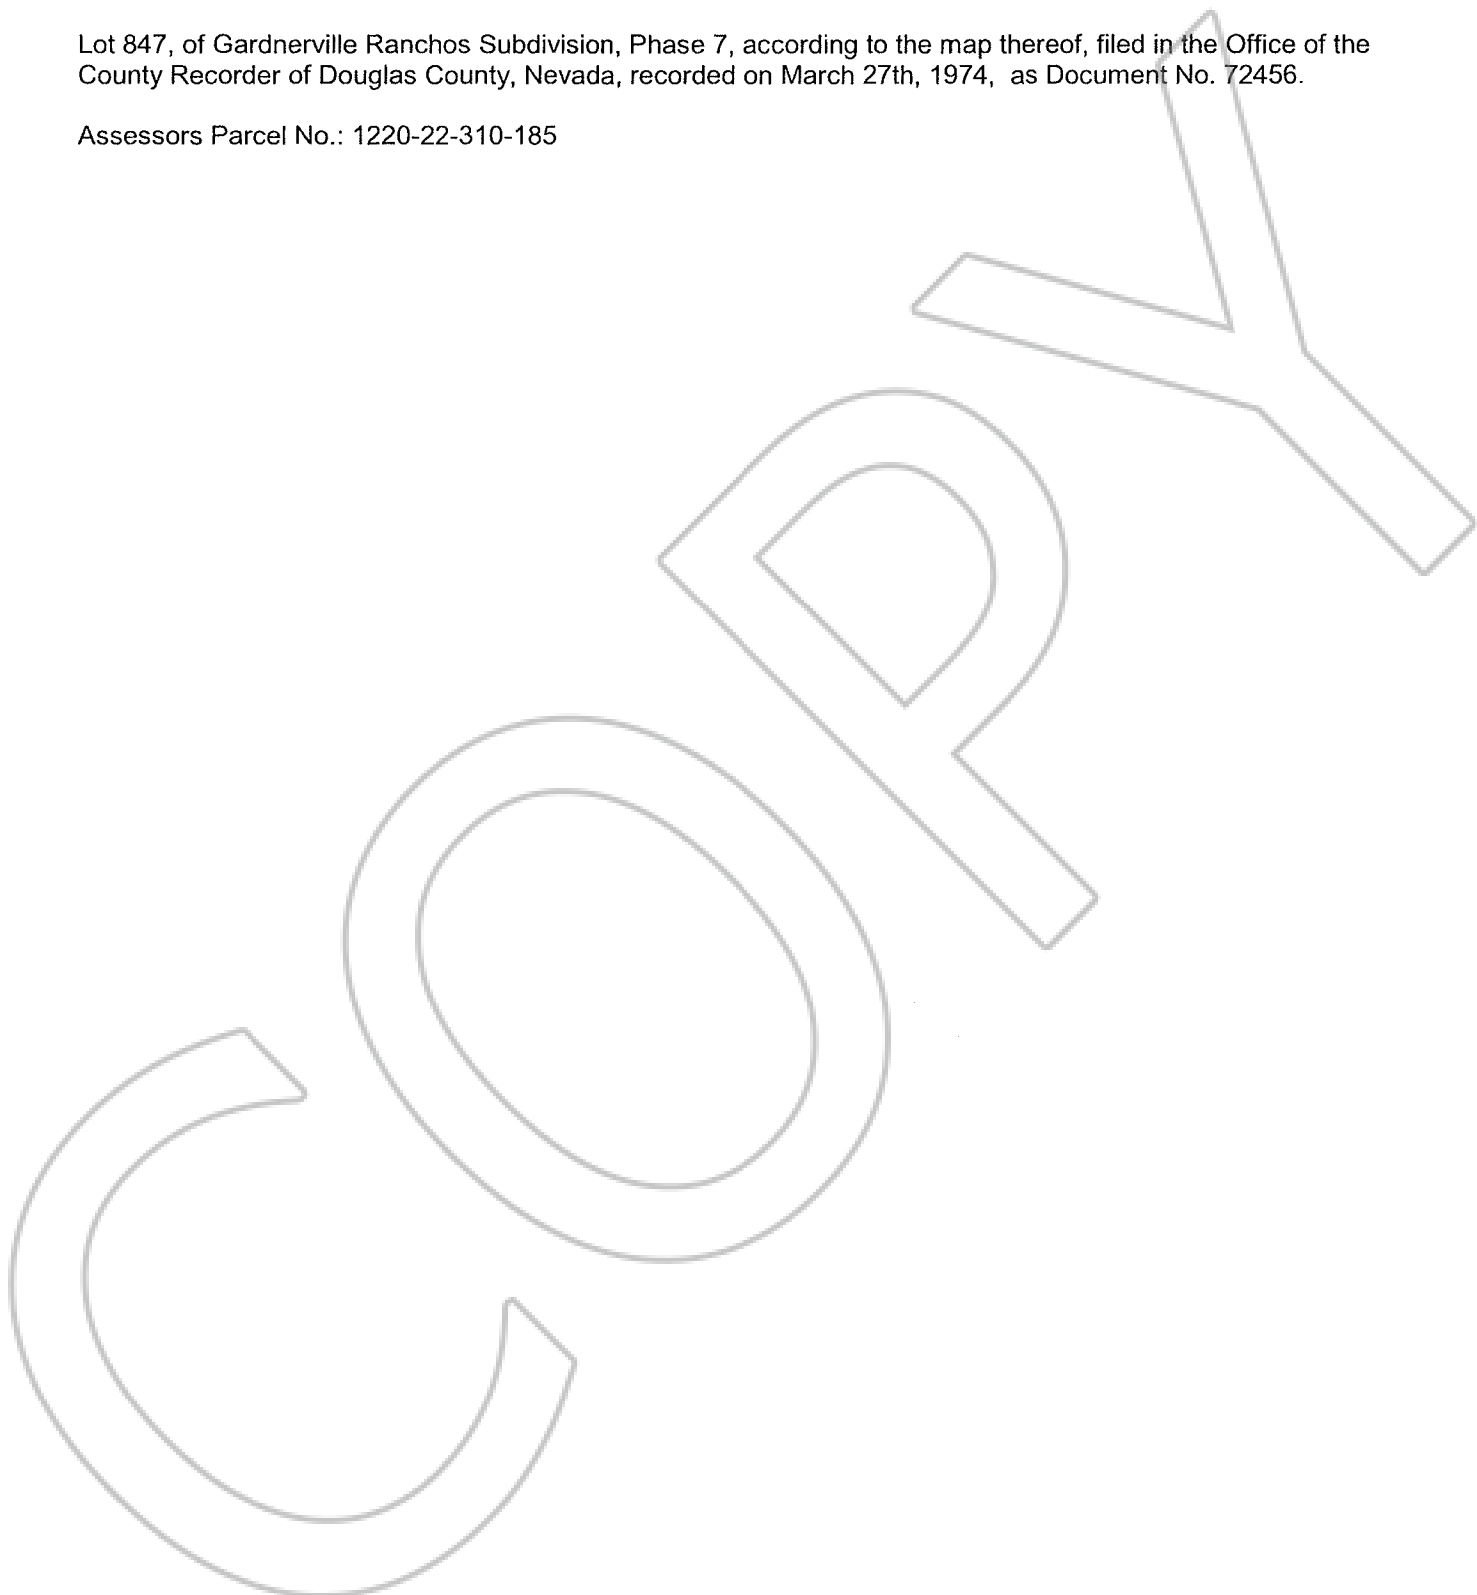 Lot 847, of Gardnerville Ranchos Subdivision, Phase 7, according to the map thereof, filed in the Office of the
County Recorder of Douglas County, Nevada, recorded on March 27th, 1974, as Document No. 72456.
Assessors Parcel No.: 1220-22-310-185
COPY